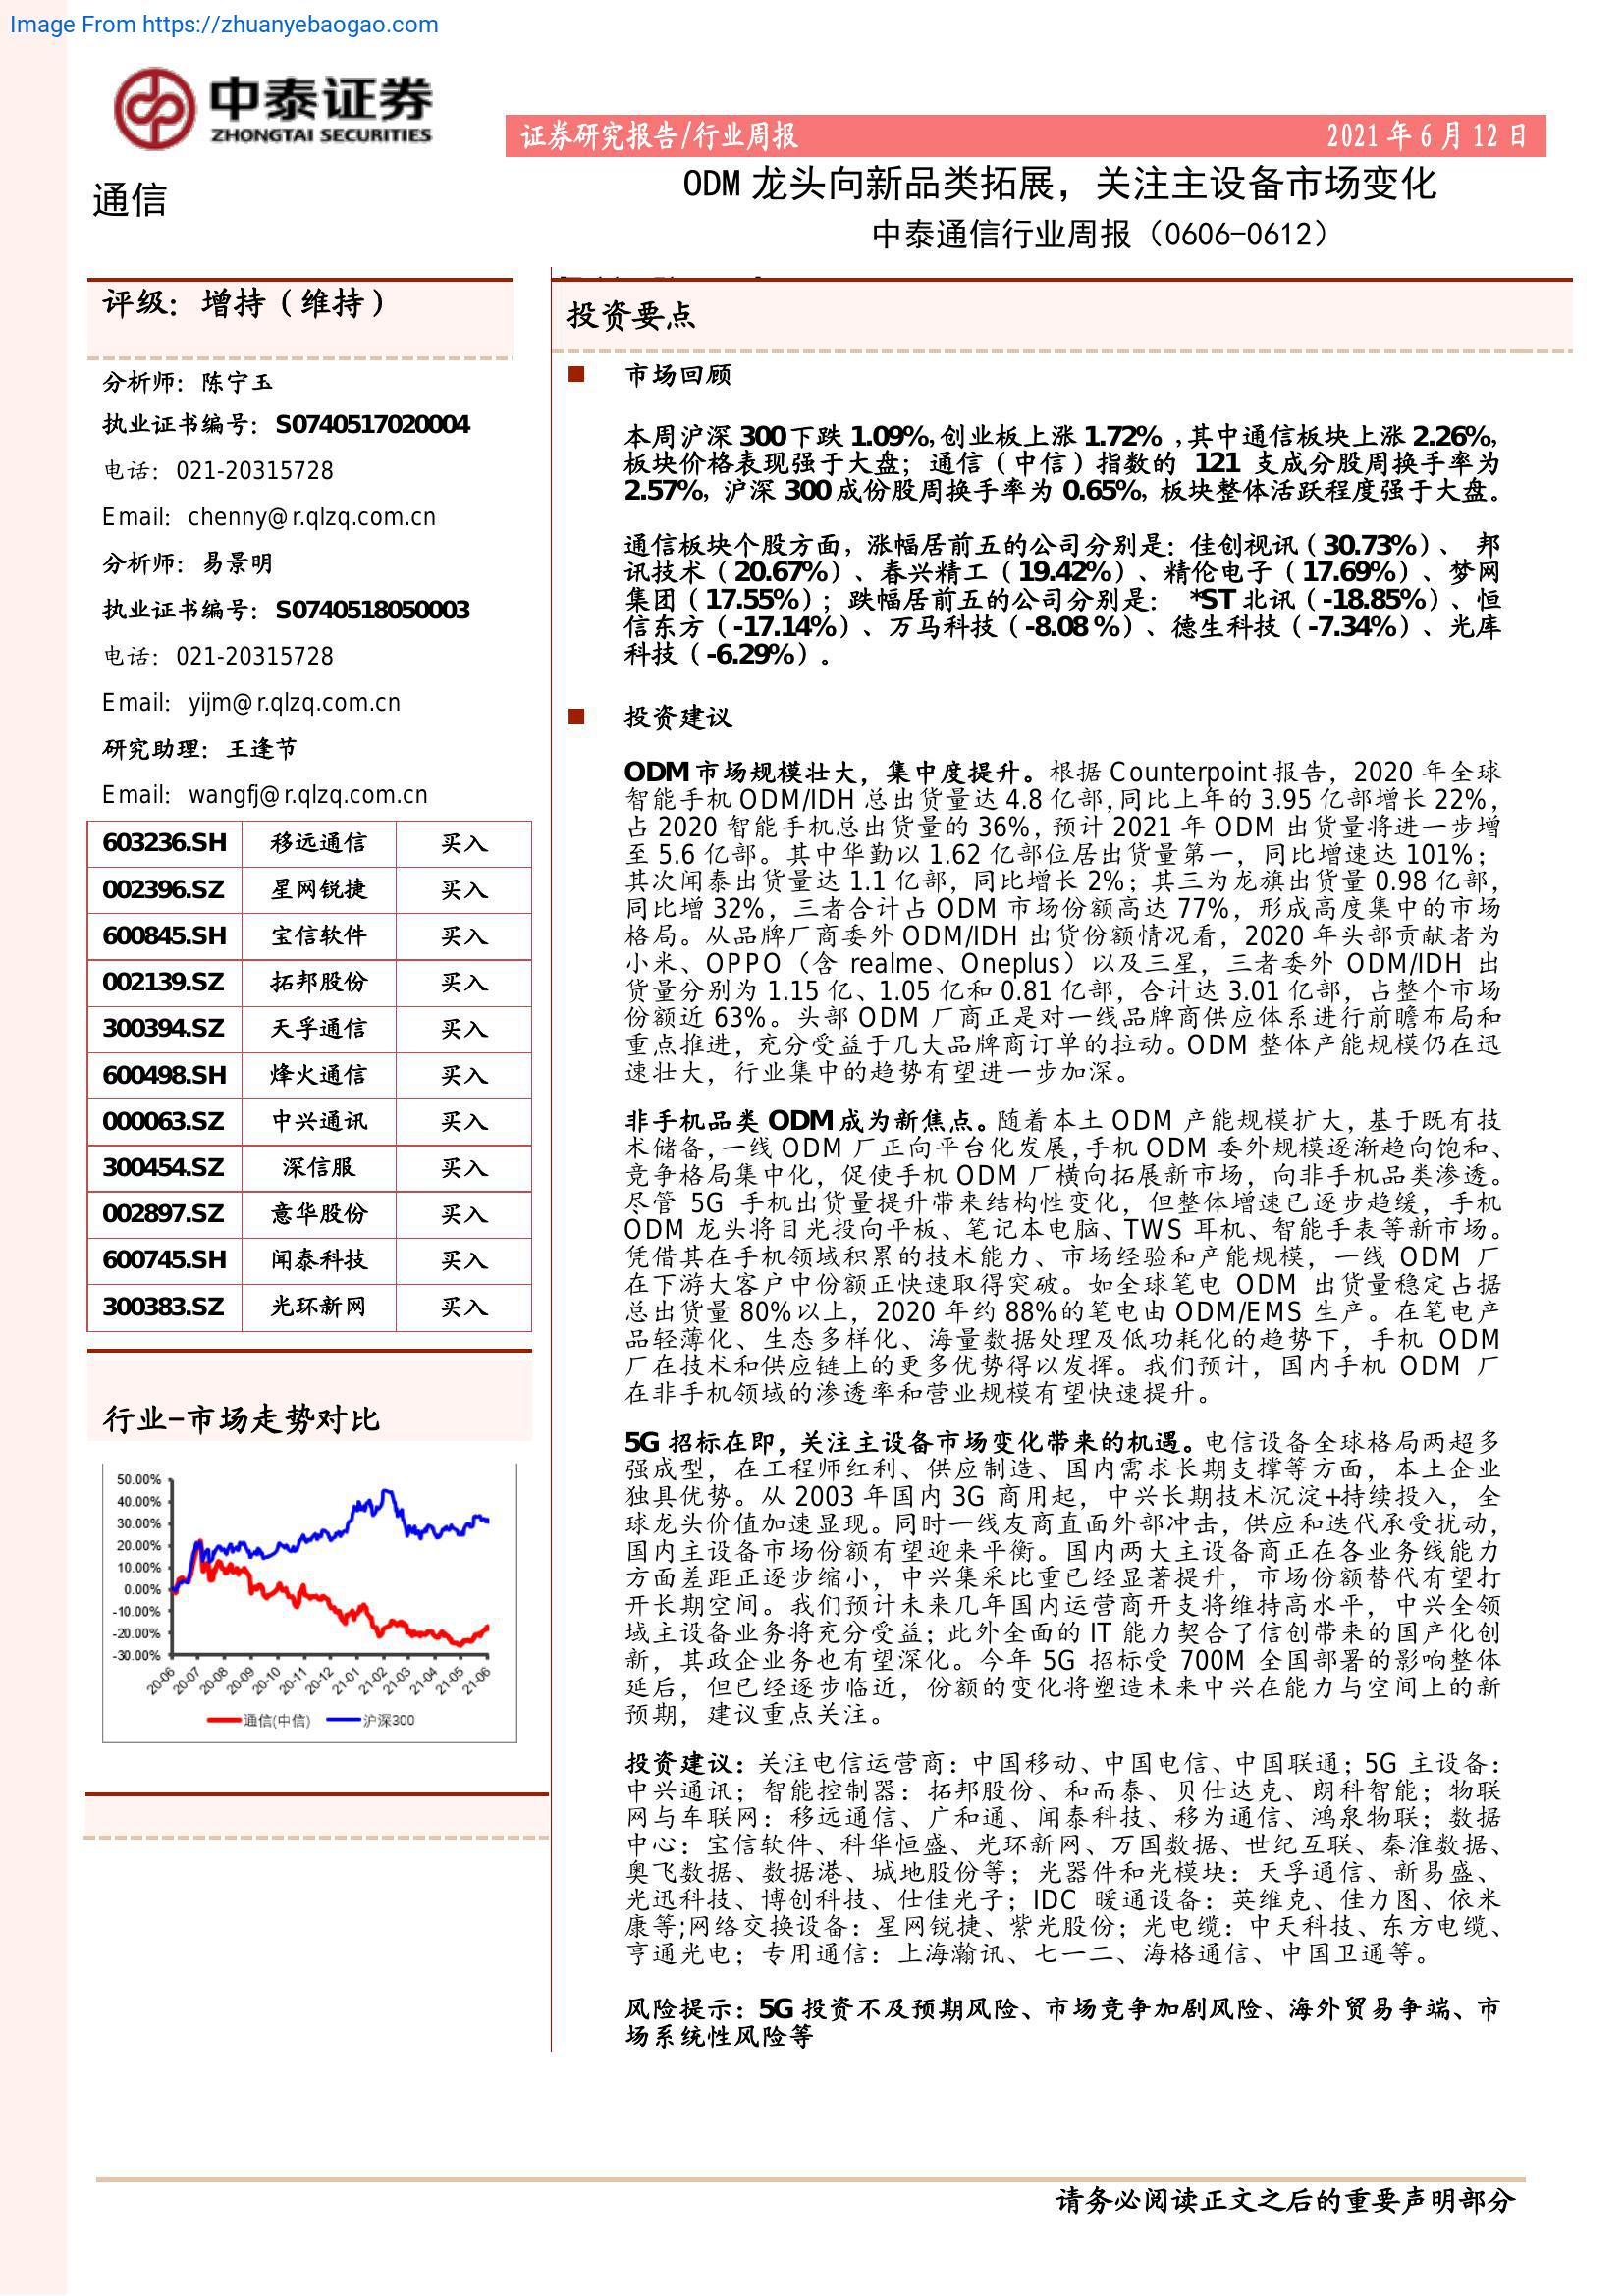 Image From https://zhuanyebaogao.com
中泰证券
ZHONGTAI SECURITIES
证券研究报告/行业周报 2021 年 6 月 12 日
通信
ODM 龙头向新品类拓展，关注主设备市场变化
中泰通信行业周报（0606-0612）
评级：增持（维持）
分析师：陈宁玉
执业证书编号：S0740517020004
电话：021-20315728
Email：chenny@r.qlzq.com.cn
分析师：易景明
执业证书编号：S0740518050003
电话：021-20315728
Email：yijm@r.qlzq.com.cn
研究助理：王逢节
Email：wangfj@r.qlzq.com.cn
603236.SH 移远通信 买入
002396.SZ 星网锐捷 买入
600845.SH 宝信软件 买入
002139.SZ 拓邦股份 买入
300394.SZ 天孚通信 买入
600498.SH 烽火通信 买入
000063.SZ 中兴通讯 买入
300454.SZ 深信服 买入
002897.SZ 意华股份 买入
600745.SH 闻泰科技 买入
300383.SZ 光环新网 买入
行业-市场走势对比
50.00%
40.00%
30.00%
20.00%
10.00%
0.00%
-10.00%
-20.00%
-30.00%
20-06 20-07 20-08 20-09 20-10 20-11 20-12 21-01 21-02 21-03 21-04 21-05 21-06
通信(中信) 沪深300
投资要点
■ 市场回顾
本周沪深 300 下跌 1.09%,创业板上涨 1.72% ,其中通信板块上涨 2.26%,
板块价格表现强于大盘；通信（中信）指数的 121 支成分股周换手率为
2.57%，沪深 300 成份股周换手率为 0.65%，板块整体活跃程度强于大盘。
通信板块个股方面，涨幅居前五的公司分别是：佳创视讯（30.73%）、 邦
讯技术（20.67%）、春兴精工（19.42%）、精伦电子（17.69%）、梦网
集团（17.55%）；跌幅居前五的公司分别是： *ST 北讯（-18.85%）、恒
信东方（-17.14%）、万马科技（-8.08 %）、德生科技（-7.34%）、光库
科技（-6.29%）。
■ 投资建议
ODM 市场规模壮大，集中度提升。根据 Counterpoint 报告，2020 年全球
智能手机 ODM/IDH 总出货量达 4.8 亿部,同比上年的 3.95 亿部增长 22%，
占 2020 智能手机总出货量的 36%，预计 2021 年 ODM 出货量将进一步增
至 5.6 亿部。其中华勤以 1.62 亿部位居出货量第一，同比增速达 101%；
其次闻泰出货量达 1.1 亿部，同比增长 2%；其三为龙旗出货量 0.98 亿部，
同比增 32%，三者合计占 ODM 市场份额高达 77%，形成高度集中的市场
格局。从品牌厂商委外 ODM/IDH 出货份额情况看，2020 年头部贡献者为
小米、OPPO（含 realme、Oneplus）以及三星，三者委外 ODM/IDH 出
货量分别为 1.15 亿、1.05 亿和 0.81 亿部，合计达 3.01 亿部，占整个市场
份额近 63%。头部 ODM 厂商正是对一线品牌商供应体系进行前瞻布局和
重点推进，充分受益于几大品牌商订单的拉动。ODM 整体产能规模仍在迅
速壮大，行业集中的趋势有望进一步加深。
非手机品类 ODM 成为新焦点。随着本土 ODM 产能规模扩大，基于既有技
术储备,一线 ODM 厂正向平台化发展,手机 ODM 委外规模逐渐趋向饱和、
竞争格局集中化，促使手机 ODM 厂横向拓展新市场，向非手机品类渗透。
尽管 5G 手机出货量提升带来结构性变化，但整体增速已逐步趋缓，手机
ODM 龙头将目光投向平板、笔记本电脑、TWS 耳机、智能手表等新市场。
凭借其在手机领域积累的技术能力、市场经验和产能规模，一线 ODM 厂
在下游大客户中份额正快速取得突破。如全球笔电 ODM 出货量稳定占据
总出货量 80%以上，2020 年约 88%的笔电由 ODM/EMS 生产。在笔电产
品轻薄化、生态多样化、海量数据处理及低功耗化的趋势下，手机 ODM
厂在技术和供应链上的更多优势得以发挥。我们预计，国内手机 ODM 厂
在非手机领域的渗透率和营业规模有望快速提升。
5G 招标在即，关注主设备市场变化带来的机遇。电信设备全球格局两超多
强成型，在工程师红利、供应制造、国内需求长期支撑等方面，本土企业
独具优势。从 2003 年国内 3G 商用起，中兴长期技术沉淀+持续投入，全
球龙头价值加速显现。同时一线友商直面外部冲击，供应和迭代承受扰动，
国内主设备市场份额有望迎来平衡。国内两大主设备商正在各业务线能力
方面差距正逐步缩小，中兴集采比重已经显著提升，市场份额替代有望打
开长期空间。我们预计未来几年国内运营商开支将维持高水平，中兴全领
域主设备业务将充分受益；此外全面的 IT 能力契合了信创带来的国产化创
新，其政企业务也有望深化。今年 5G 招标受 700M 全国部署的影响整体
延后，但已经逐步临近，份额的变化将塑造未来中兴在能力与空间上的新
预期，建议重点关注。
投资建议：关注电信运营商：中国移动、中国电信、中国联通；5G 主设备：
中兴通讯；智能控制器：拓邦股份、和而泰、贝仕达克、朗科智能；物联
网与车联网：移远通信、广和通、闻泰科技、移为通信、鸿泉物联；数据
中心：宝信软件、科华恒盛、光环新网、万国数据、世纪互联、秦淮数据、
奥飞数据、数据港、城地股份等；光器件和光模块：天孚通信、新易盛、
光迅科技、博创科技、仕佳光子；IDC 暖通设备：英维克、佳力图、依米
康等;网络交换设备：星网锐捷、紫光股份；光电缆：中天科技、东方电缆、
亨通光电；专用通信：上海瀚讯、七一二、海格通信、中国卫通等。
风险提示：5G 投资不及预期风险、市场竞争加剧风险、海外贸易争端、市
场系统性风险等
请务必阅读正文之后的重要声明部分